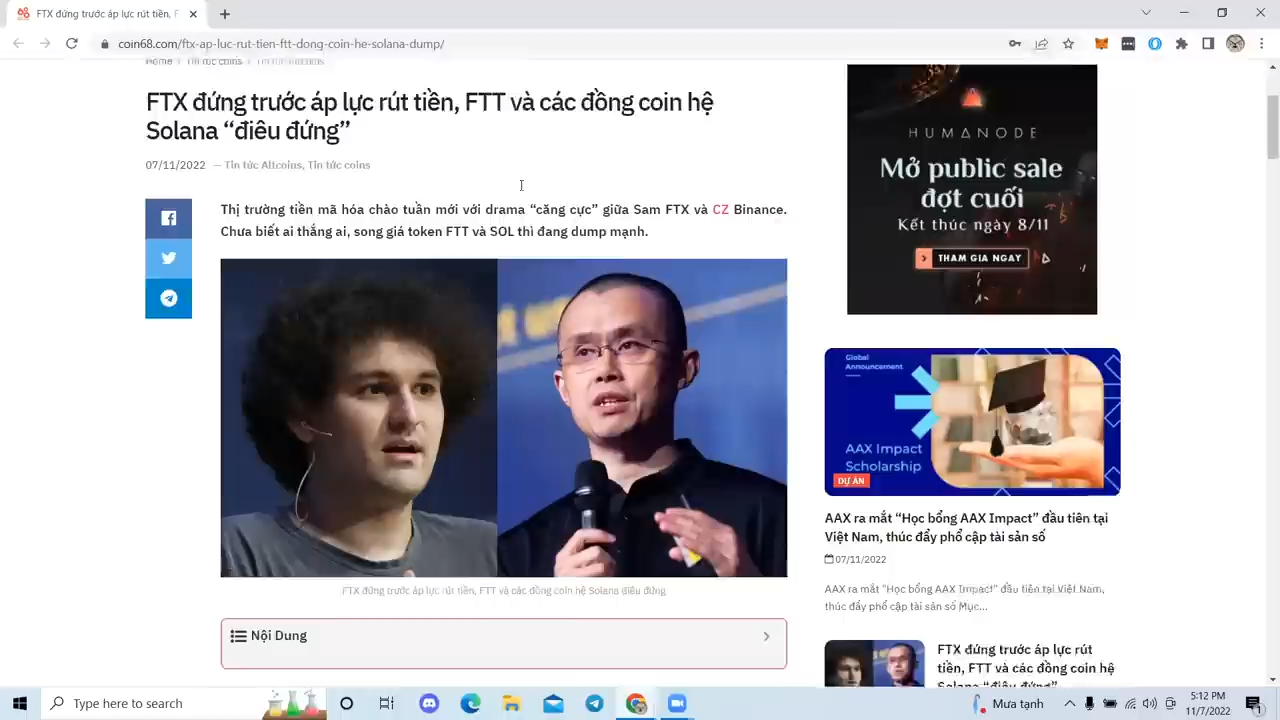 FTX đứng trước áp lực rút tiền, F
coin68.com/ftx-ap-luc-rut-tien-ftt-dong-coin-he-solana-dump/
Home
FTX đứng trước áp lực rút tiền, FTT và các đồng coin hệ
Solana “điêu đứng”
07/11/2022 — Tin tức Altcoins, Tin tức coins
Thị trường tiền mã hóa chào tuần mới với drama “căng cực” giữa Sam FTX và CZ Binance.
Chưa biết ai thắng ai, song giá token FTT và SOL thì đang dump mạnh.
FTX đứng trước áp lực rút tiền, FTT và các đồng coin hệ Solana điêu đứng
Nội Dung
HUMANODE
Mở public sale
đợt cuối
Kết thúc ngày 8/11
THAM GIA NGAY
Global
Announcement
AAX Impact
Scholarship
DỰ ÁN
AAX ra mắt “Học bổng AAX Impact” đầu tiên tại
Việt Nam, thúc đẩy phổ cập tài sản số
07/11/2022
AAX ra mắt “Học bổng AAX Impact” đầu tiên tại Việt Nam,
thúc đẩy phổ cập tài sản số Mục...
FTX đứng trước áp lực rút
tiền, FTT và các đồng coin hệ
Solana “điêu đứng”
Type here to search
Mưa tạnh
5:12 PM
11/7/2022
1